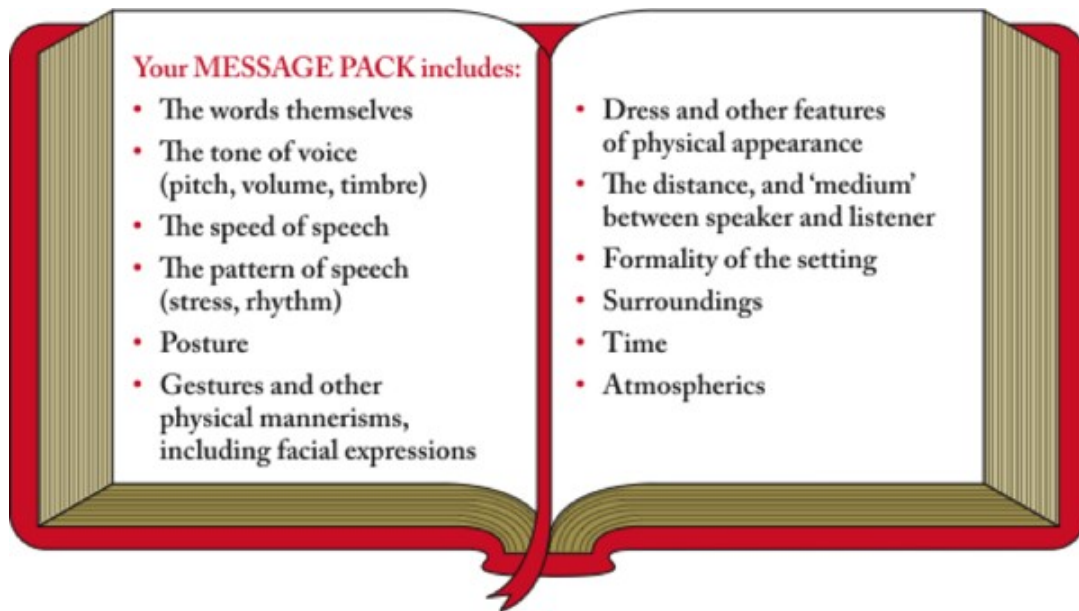 Your MESSAGE PACK includes:
• The words themselves
• The tone of voice
(pitch, volume, timbre)
• The speed of speech
• The pattern of speech
(stress, rhythm)
• Posture
• Gestures and other
physical mannerisms,
including facial expressions
• Dress and other features
of physical appearance
• The distance, and ‘medium’
between speaker and listener
• Formality of the setting
• Surroundings
• Time
• Atmospherics